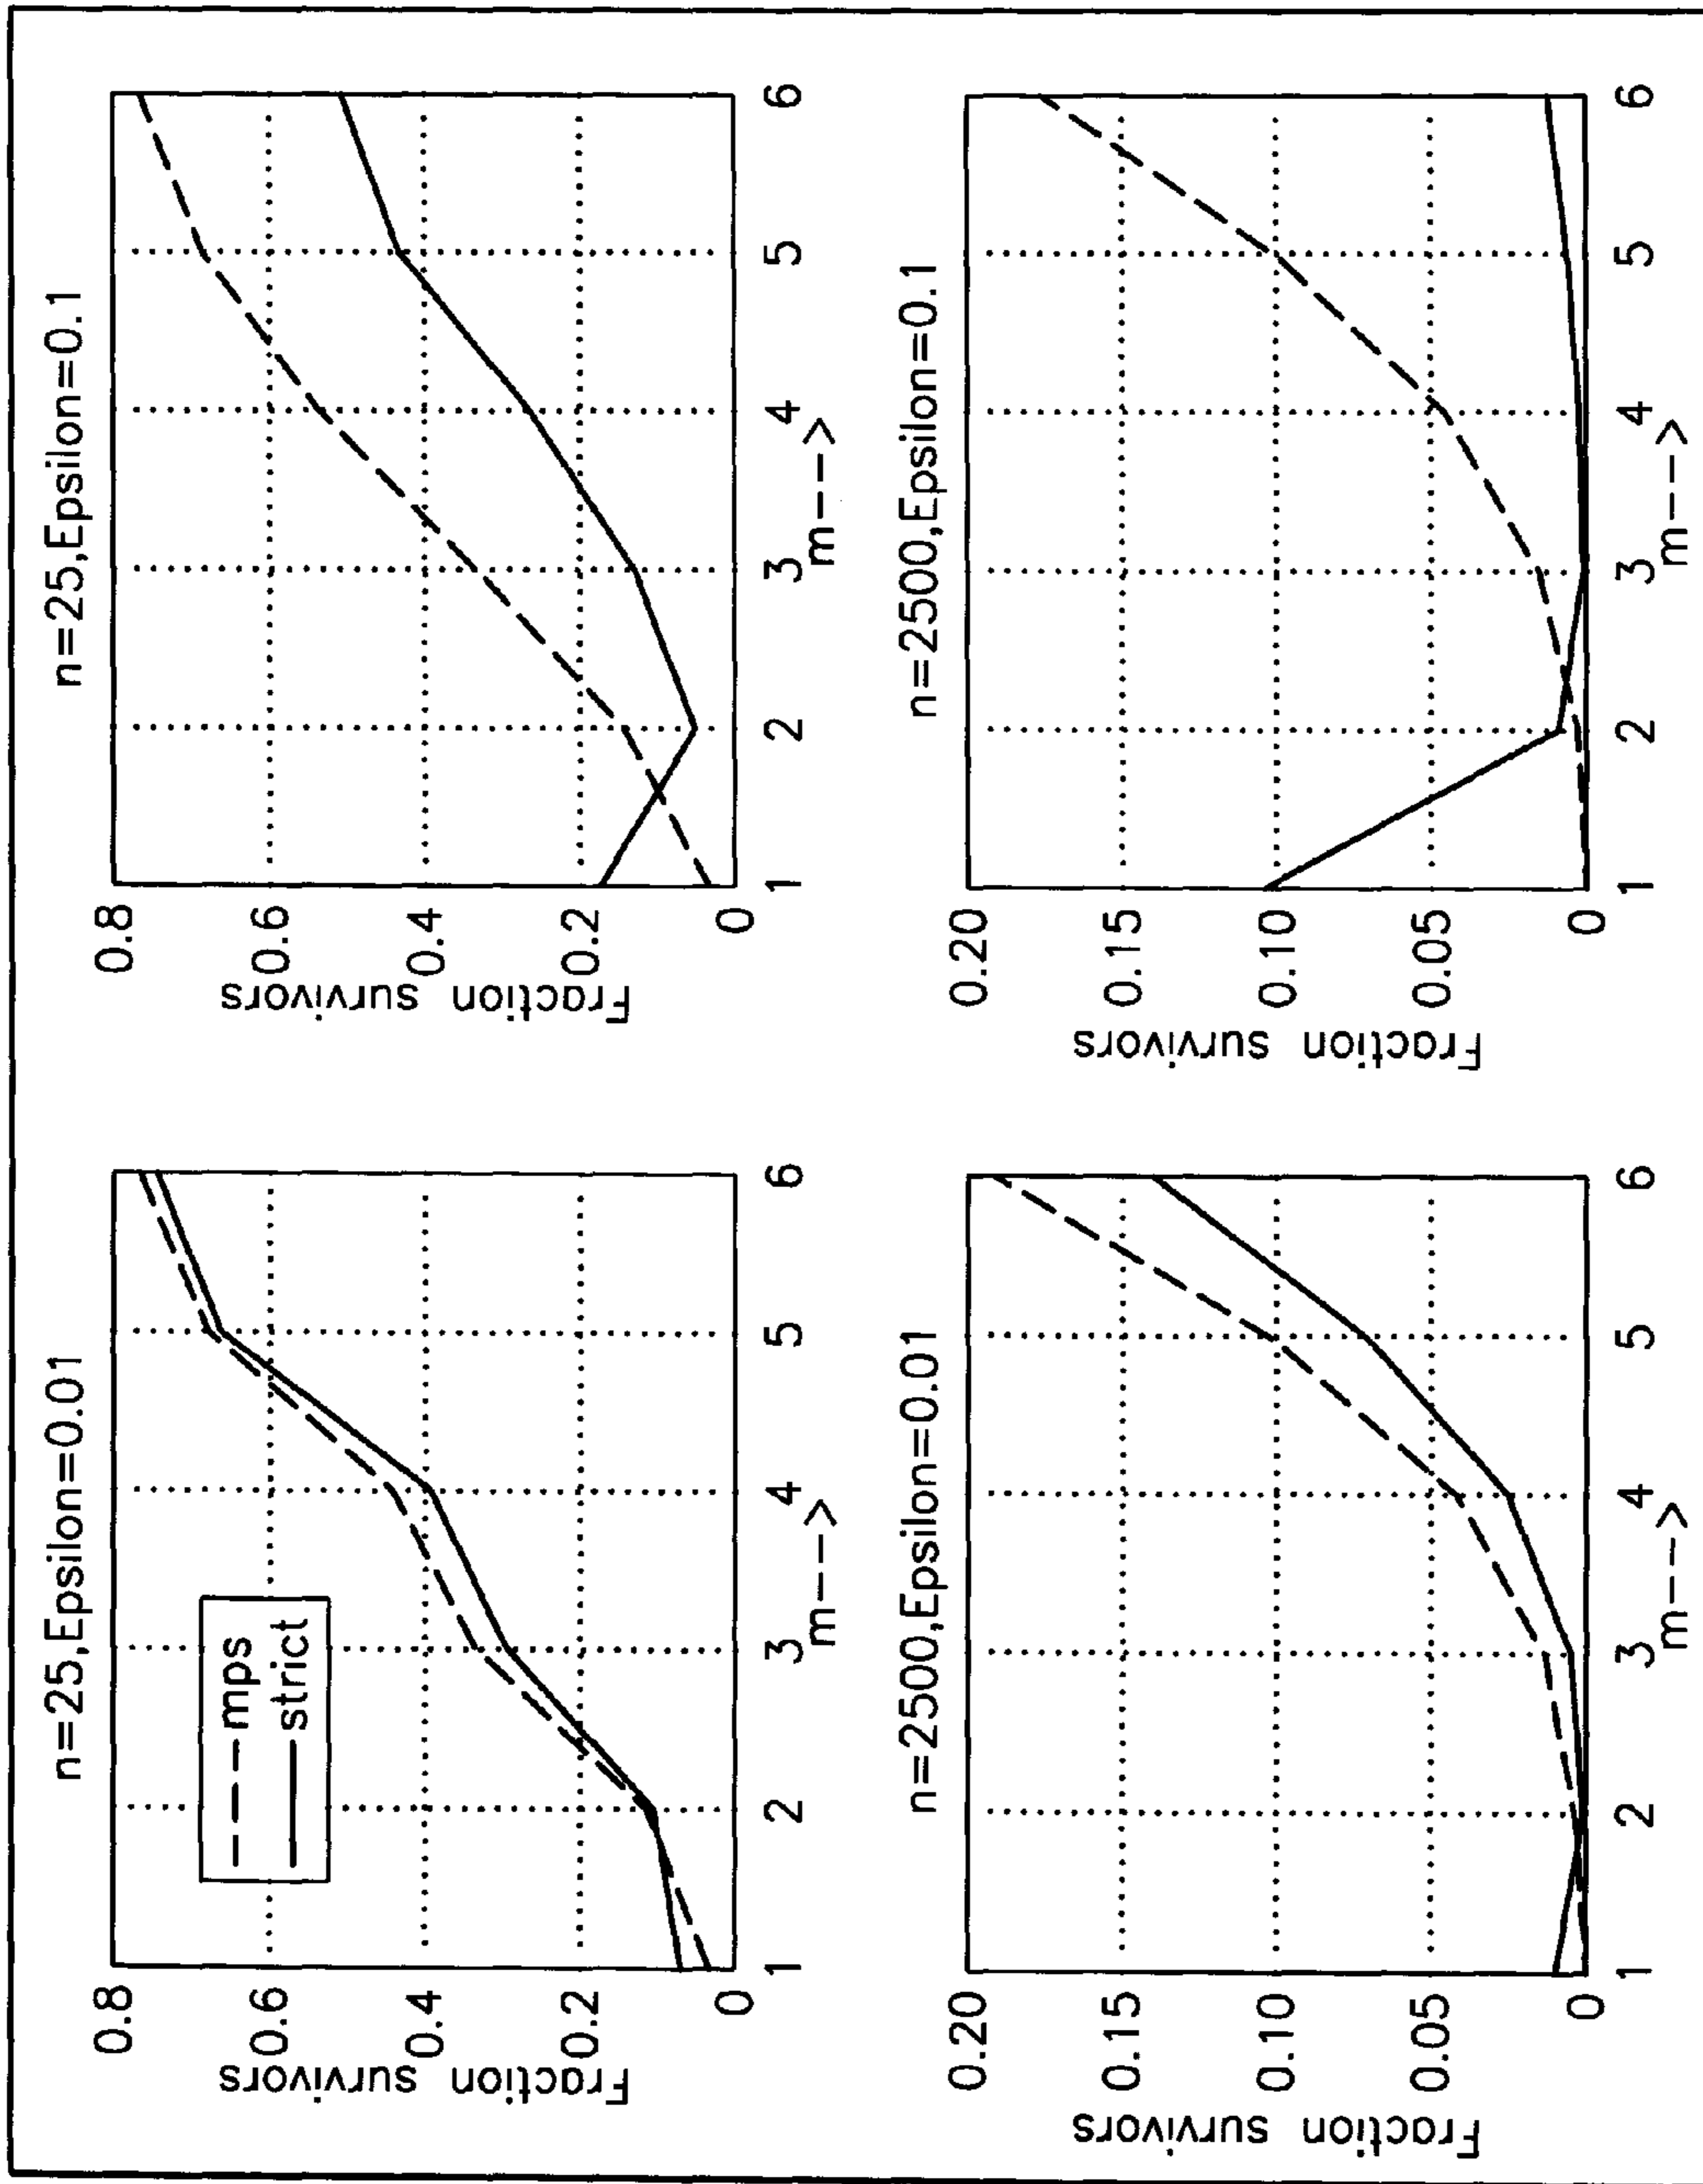 n=25,Epsilon=0.01
mps
strict
Fraction survivors
0.8
0.6
0.4
0.2
0
1 2 3 4 5 6
m-->
n=25,Epsilon=0.1
Fraction survivors
0.8
0.6
0.4
0.2
0
1 2 3 4 5 6
m-->
n=2500,Epsilon=0.01
Fraction survivors
0.20
0.15
0.10
0.05
0
1 2 3 4 5 6
m-->
n=2500,Epsilon=0.1
Fraction survivors
0.20
0.15
0.10
0.05
0
1 2 3 4 5 6
m-->